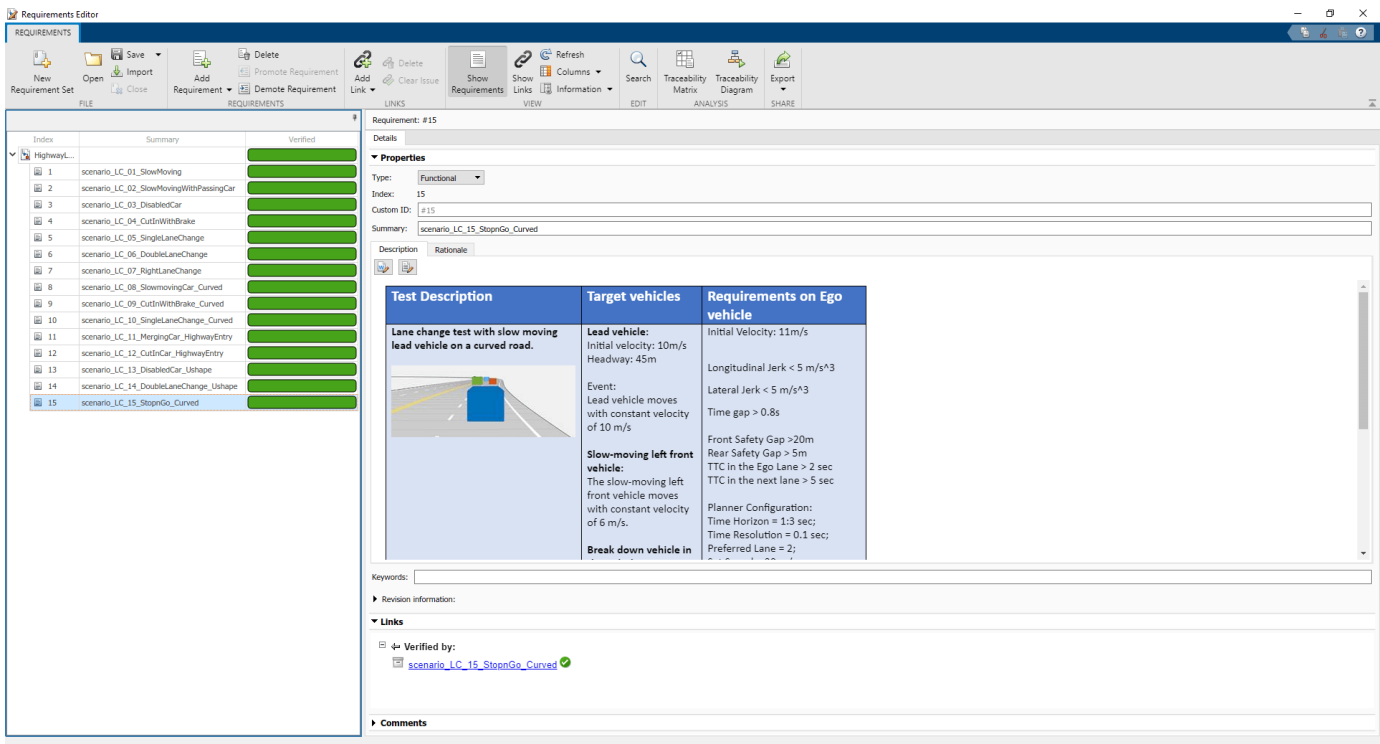 Requirements Editor
REQUIREMENTS
New
Requirement Set
Open
Save
Import
Close
FILE
Add
Requirement
Delete
Promote Requirement
Demote Requirement
REQUIREMENTS
Add
Link
Delete
Clear Issue
LINKS
Show
Requirements
Show
Links
Refresh
Columns
Information
VIEW
Search
EDIT
Traceability
Matrix
Traceability
Diagram
ANALYSIS
Export
SHARE
Index Summary Verified
HighwayL...
1 scenario_LC_01_SlowMoving
2 scenario_LC_02_SlowMovingWithPassingCar
3 scenario_LC_03_DisabledCar
4 scenario_LC_04_CutInWithBrake
5 scenario_LC_05_SingleLaneChange
6 scenario_LC_06_DoubleLaneChange
7 scenario_LC_07_RightLaneChange
8 scenario_LC_08_SlowmovingCar_Curved
9 scenario_LC_09_CutInWithBrake_Curved
10 scenario_LC_10_SingleLaneChange_Curved
11 scenario_LC_11_MergingCar_HighwayEntry
12 scenario_LC_12_CutInCar_HighwayEntry
13 scenario_LC_13_DisabledCar_Ushape
14 scenario_LC_14_DoubleLaneChange_Ushape
15 scenario_LC_15_StopnGo_Curved
Requirement: #15
Details
Properties
Type: Functional
Index: 15
Custom ID: #15
Summary: scenario_LC_15_StopnGo_Curved
Description Rationale
Test Description
Lane change test with slow moving
lead vehicle on a curved road.
Target vehicles
Lead vehicle:
Initial velocity: 10m/s
Headway: 45m
Event:
Lead vehicle moves
with constant velocity
of 10 m/s
Slow-moving left front
vehicle:
The slow-moving left
front vehicle moves
with constant velocity
of 6 m/s.
Break down vehicle in
Requirements on Ego
vehicle
Initial Velocity: 11m/s
Longitudinal Jerk < 5 m/s^3
Lateral Jerk < 5 m/s^3
Time gap > 0.8s
Front Safety Gap >20m
Rear Safety Gap > 5m
TTC in the Ego Lane > 2 sec
TTC in the next lane > 5 sec
Planner Configuration:
Time Horizon = 1:3 sec;
Time Resolution = 0.1 sec;
Preferred Lane = 2;
Keywords:
Revision information:
Links
Verified by:
scenario_LC_15_StopnGo_Curved
Comments